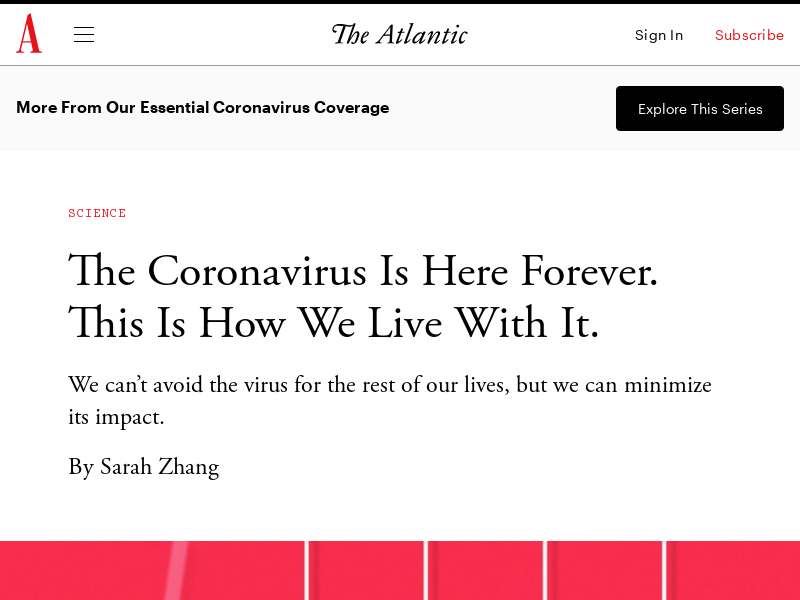 A
The Atlantic
Sign In
Subscribe
More From Our Essential Coronavirus Coverage
Explore This Series
SCIENCE
The Coronavirus Is Here Forever.
This Is How We Live With It.
We can’t avoid the virus for the rest of our lives, but we can minimize
its impact.
By Sarah Zhang